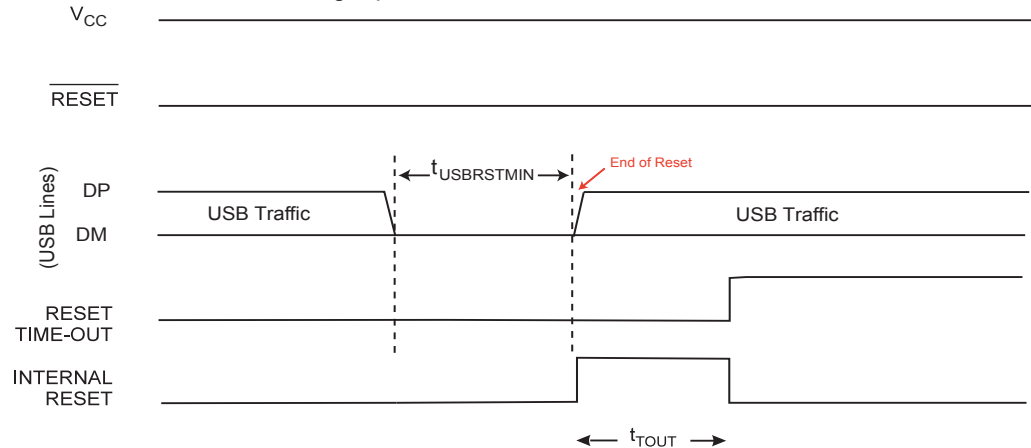 VCC
RESET
(USB Lines)
DP
DM
USB Traffic
tUSBRSTMIN
End of Reset
USB Traffic
RESET
TIME-OUT
INTERNAL
RESET
tTOUT